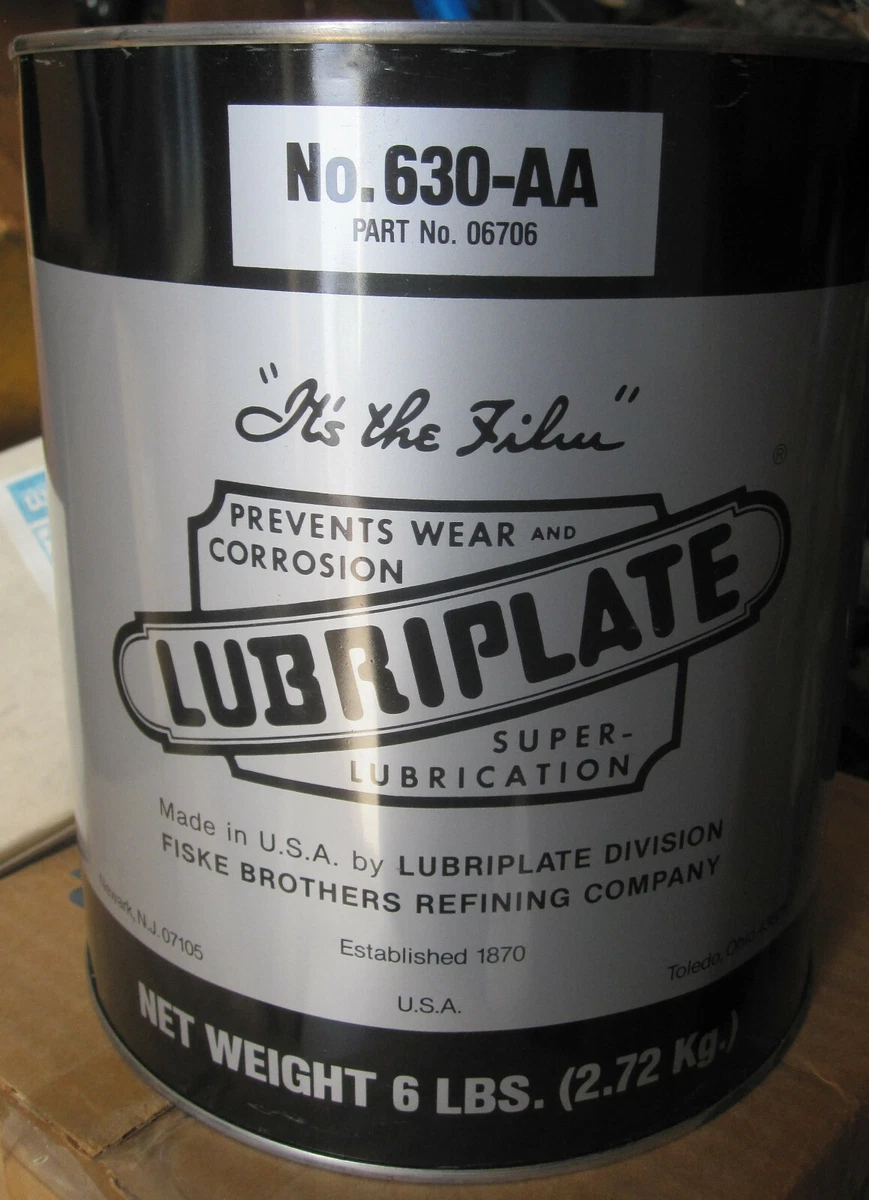 No. 630-AA
PART No. 06706
"It's the Film"
®
PREVENTS WEAR AND
CORROSION
LUBRIPLATE
SUPER-
LUBRICATION
Made in U.S.A. by LUBRIPLATE DIVISION
FISKE BROTHERS REFINING COMPANY
Newark, N.J. 07105
Established 1870
Toledo, Ohio
U.S.A.
NET WEIGHT 6 LBS. (2.72 Kg.)